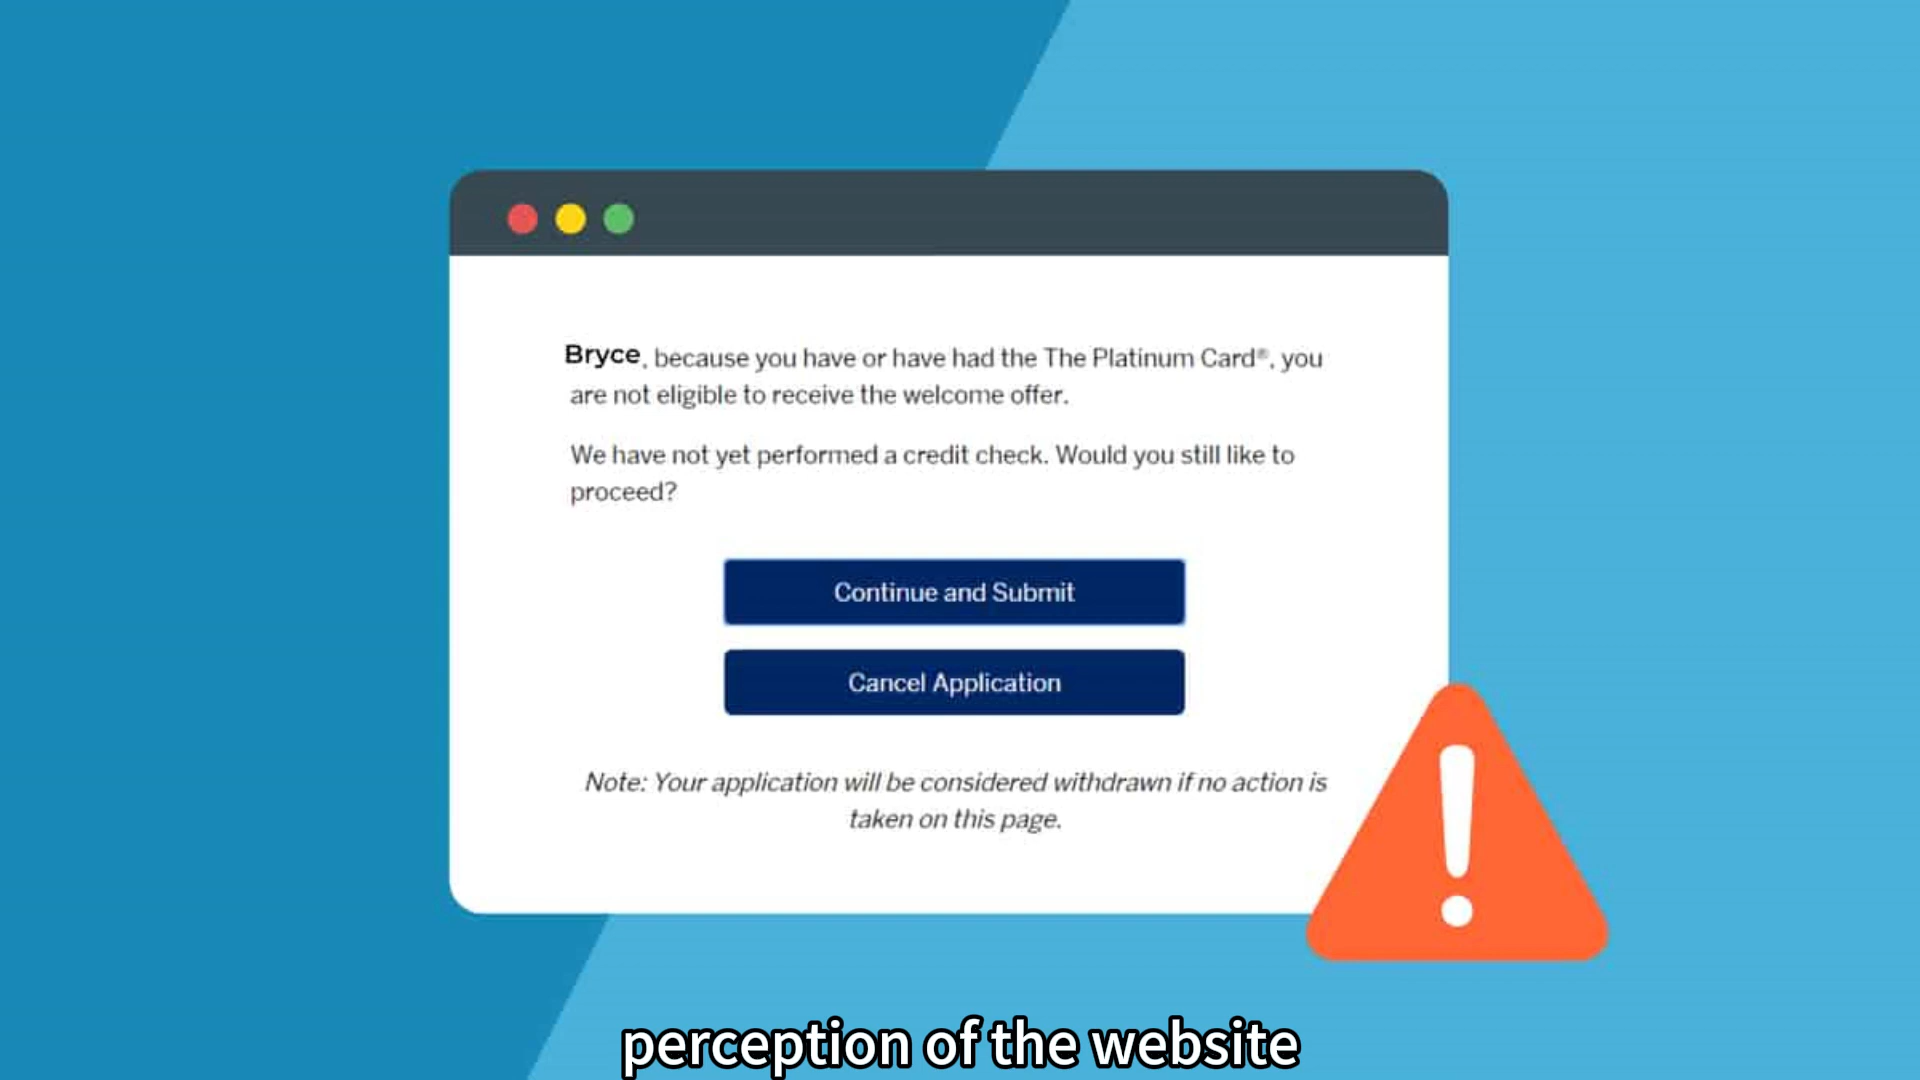 Bryce, because you have or have had the The Platinum Card®, you
are not eligible to receive the welcome offer.
We have not yet performed a credit check. Would you still like to
proceed?
Continue and Submit
Cancel Application
Note: Your application will be considered withdrawn if no action is
taken on this page.
perception of the website